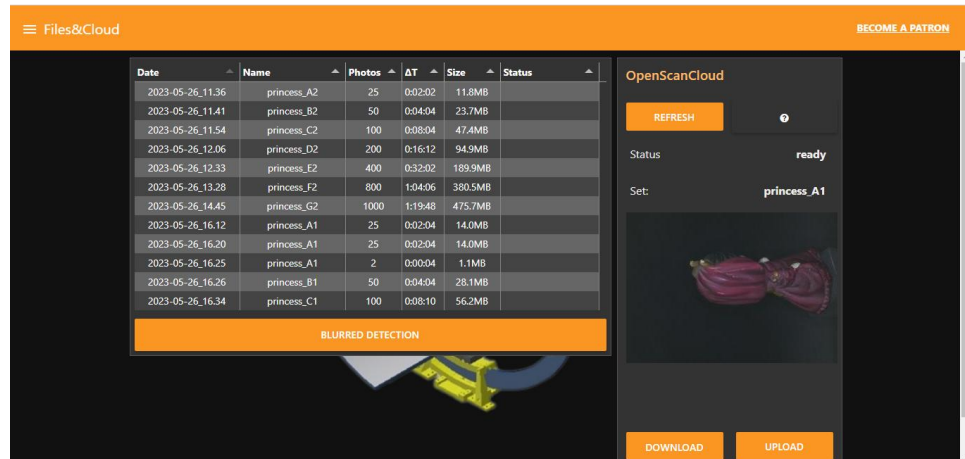 Files&Cloud
BECOME A PATRON
Date Name Photos ΔT Size Status
2023-05-26_11.36 princess_A2 25 0:02:02 11.8MB
2023-05-26_11.41 princess_B2 50 0:04:04 23.7MB
2023-05-26_11.54 princess_C2 100 0:08:04 47.4MB
2023-05-26_12.06 princess_D2 200 0:16:12 94.9MB
2023-05-26_12.33 princess_E2 400 0:32:02 189.9MB
2023-05-26_13.28 princess_F2 800 1:04:06 380.5MB
2023-05-26_14.45 princess_G2 1000 1:19:48 475.7MB
2023-05-26_16.12 princess_A1 25 0:02:04 14.0MB
2023-05-26_16.20 princess_A1 25 0:02:04 14.0MB
2023-05-26_16.25 princess_A1 2 0:00:04 1.1MB
2023-05-26_16.26 princess_B1 50 0:04:04 28.1MB
2023-05-26_16.34 princess_C1 100 0:08:10 56.2MB
BLURRED DETECTION
OpenScanCloud
REFRESH ?
Status ready
Set: princess_A1
DOWNLOAD UPLOAD